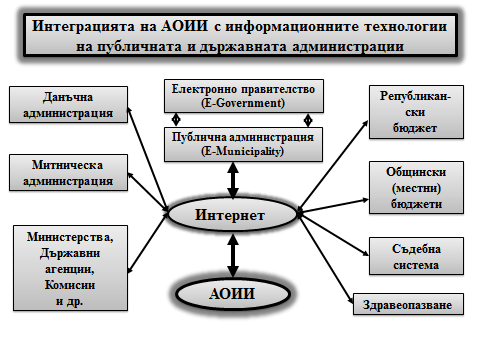 Интеграцията на АОИИ с информационните технологии
на публичната и държавната администрации
Данъчна
администрация
Митническа
администрация
Министерства,
Държавни
агенции,
Комисии
и др.
Електронно правителство
(E-Government)
Публична администрация
(E-Municipality)
Интернет
АОИИ
Републикан-
ски
бюджет
Общински
(местни)
бюджети
Съдебна
система
Здравеопазване